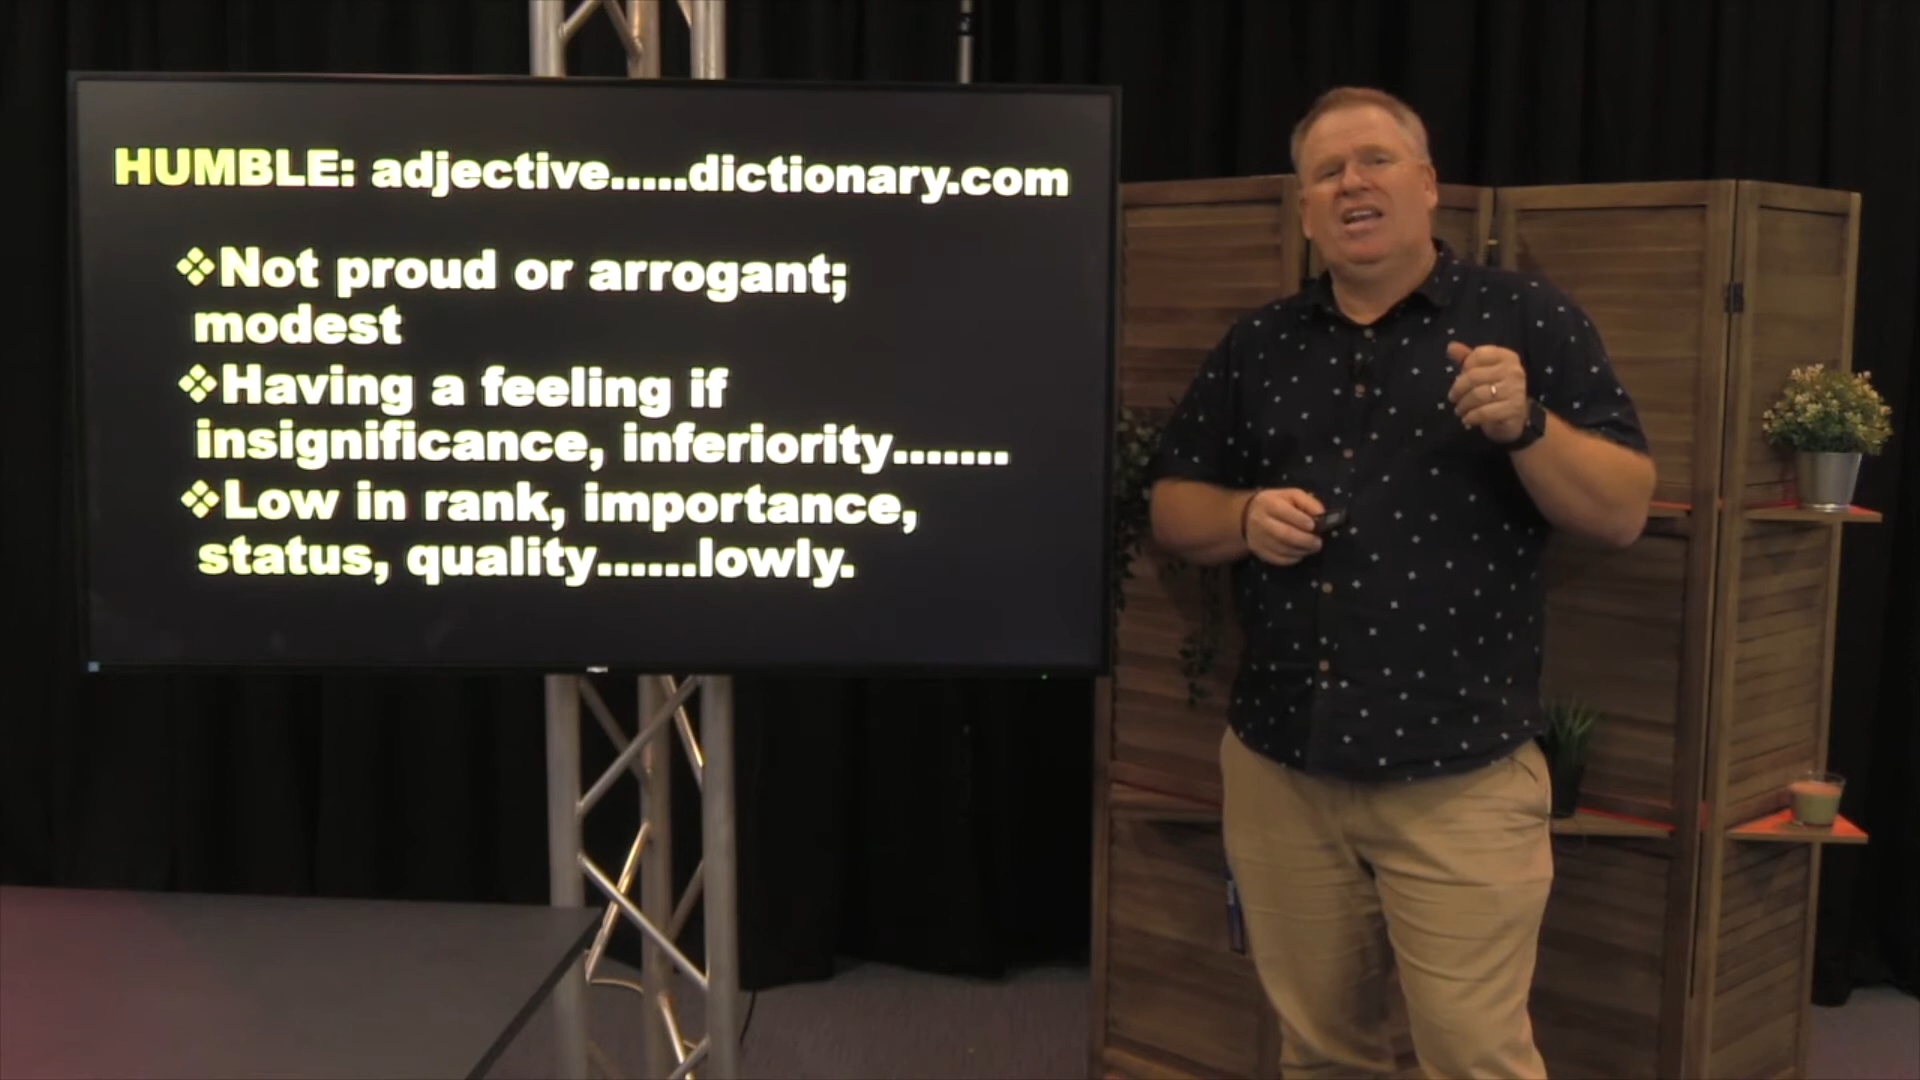 HUMBLE: adjective.....dictionary.com
❖Not proud or arrogant;
modest
❖Having a feeling if
insignificance, inferiority.......
❖Low in rank, importance,
status, quality......lowly.